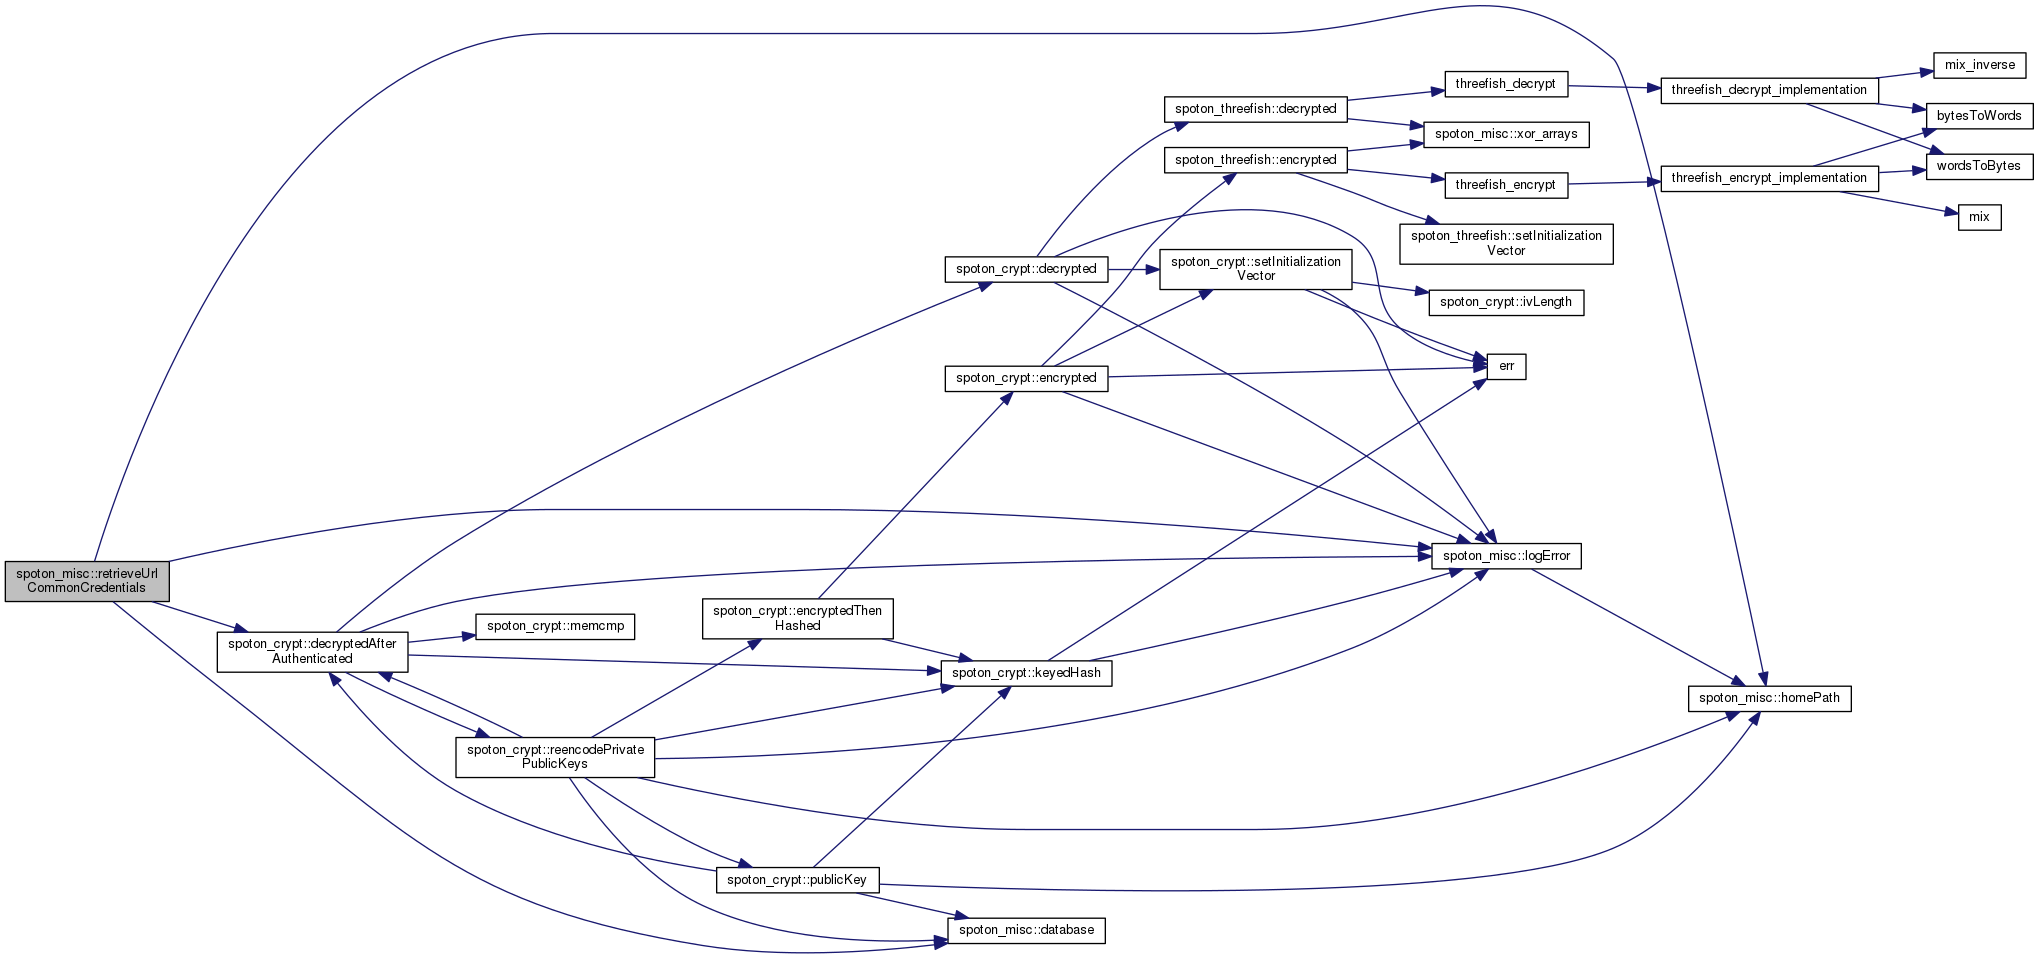 spoton_misc::retrieveUrl
CommonCredentials
spoton_crypt::decryptedAfter
Authenticated
spoton_crypt::memcmp
spoton_crypt::reencodePrivate
PublicKeys
spoton_crypt::encryptedThen
Hashed
spoton_crypt::publicKey
spoton_crypt::decrypted
spoton_crypt::encrypted
spoton_crypt::keyedHash
spoton_misc::database
spoton_threefish::decrypted
spoton_threefish::encrypted
spoton_crypt::setInitialization
Vector
threefish_decrypt
spoton_misc::xor_arrays
threefish_encrypt
spoton_threefish::setInitialization
Vector
spoton_crypt::ivLength
err
spoton_misc::logError
threefish_decrypt_implementation
threefish_encrypt_implementation
spoton_misc::homePath
mix_inverse
bytesToWords
wordsToBytes
mix